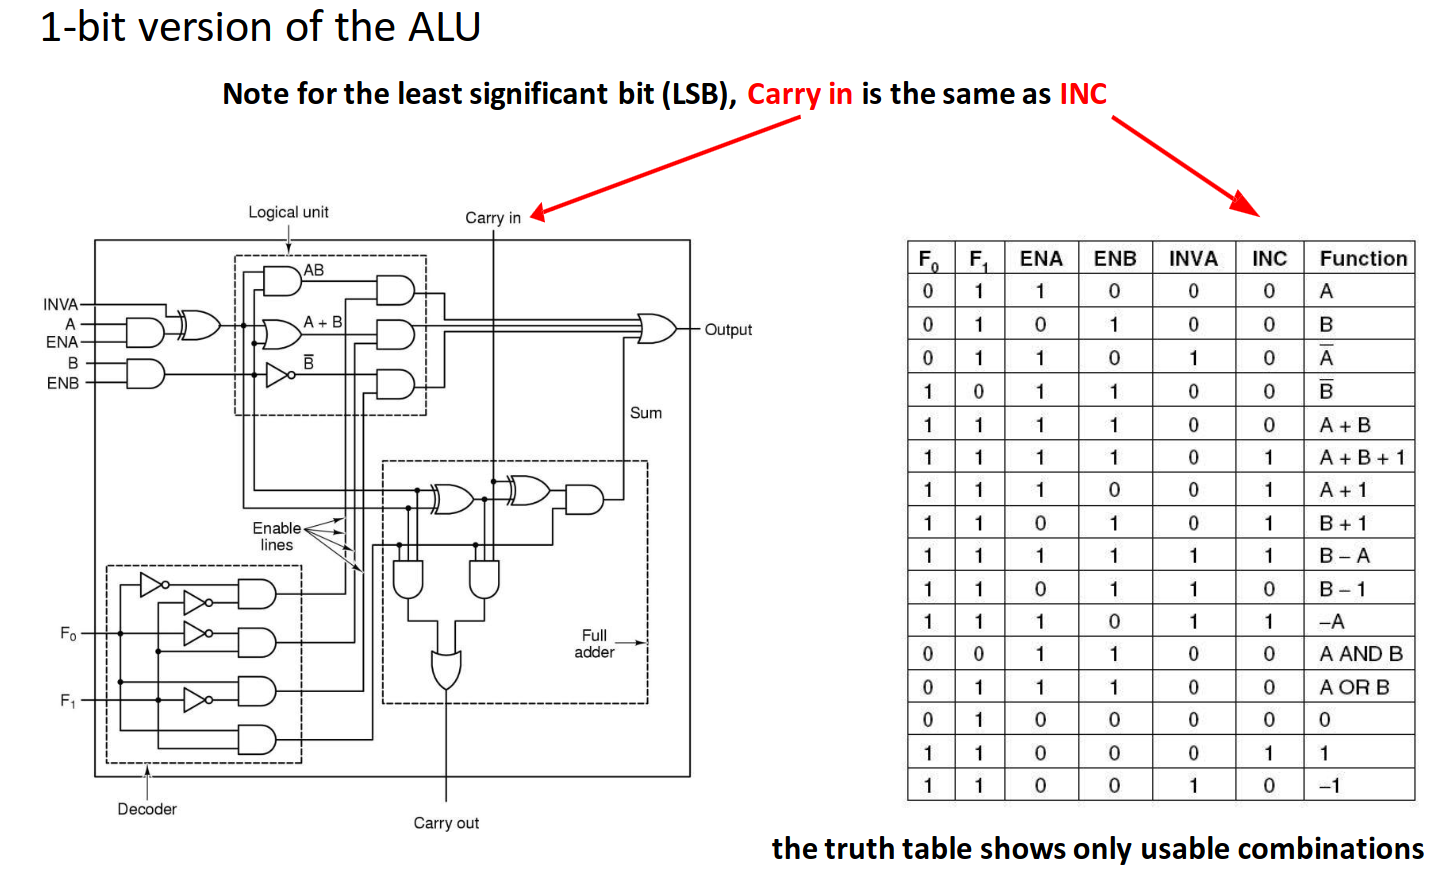 1-bit version of the ALU
Note for the least significant bit (LSB), Carry in is the same as INC
Logical unit
Carry in
INVA
A
ENA
B
ENB
AB
A + B
B̅
Output
Sum
Enable
lines
F₀
F₁
Full
adder
Decoder
Carry out
F₀ F₁ ENA ENB INVA INC Function
0 1 1 0 0 0 A
0 1 0 1 0 0 B
0 1 1 0 1 0 A̅
1 0 1 1 0 0 B̅
1 1 1 1 0 0 A + B
1 1 1 1 0 1 A + B + 1
1 1 1 0 0 1 A + 1
1 1 0 1 0 1 B + 1
1 1 1 1 1 1 B – A
1 1 0 1 1 0 B – 1
1 1 1 0 1 1 –A
0 0 1 1 0 0 A AND B
0 1 1 1 0 0 A OR B
0 1 0 0 0 0 0
1 1 0 0 0 1 1
1 1 0 0 1 0 –1
the truth table shows only usable combinations